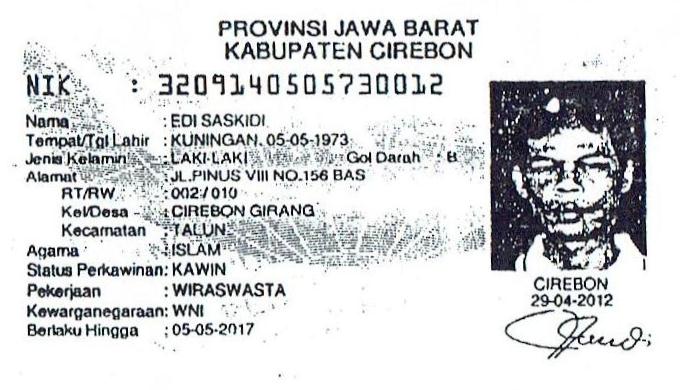 PROVINSI JAWA BARAT
KABUPATEN CIREBON
NIK : 3209140505730012
Nama : EDI SASKIDI
Tempat/Tgl Lahir : KUNINGAN, 05-05-1973
Jenis Kelamin : LAKI-LAKI Gol Darah : B
Alamat : JL.PINUS VIII NO.156 BAS
RT/RW : 002/010
Kel/Desa : CIREBON GIRANG
Kecamatan : TALUN
Agama : ISLAM
Status Perkawinan: KAWIN
Pekerjaan : WIRASWASTA
Kewarganegaraan: WNI
Berlaku Hingga : 05-05-2017
CIREBON
29-04-2012